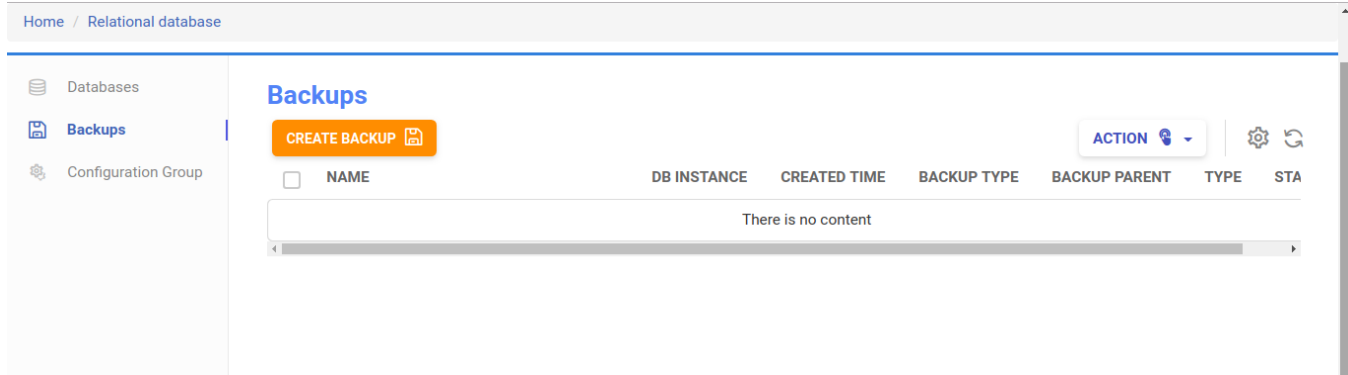 Home / Relational database
Databases
Backups
Configuration Group
Backups
CREATE BACKUP
ACTION
NAME DB INSTANCE CREATED TIME BACKUP TYPE BACKUP PARENT TYPE STA
There is no content